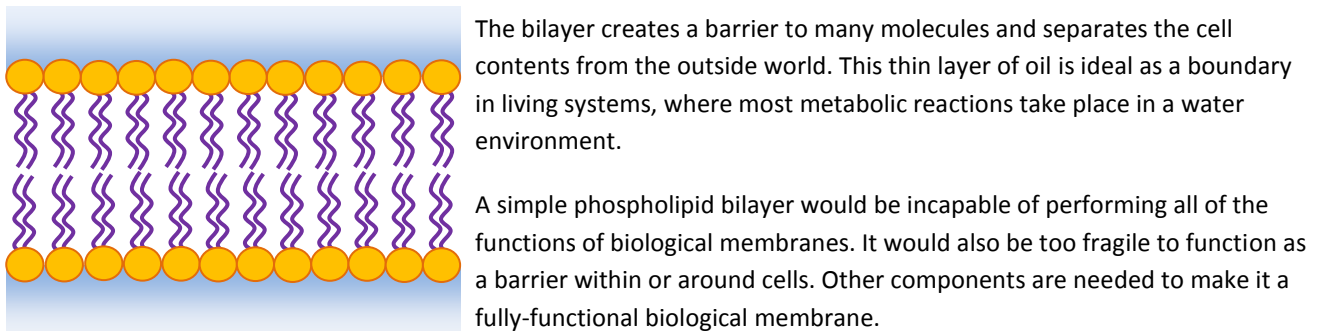 The bilayer creates a barrier to many molecules and separates the cell
contents from the outside world. This thin layer of oil is ideal as a boundary
in living systems, where most metabolic reactions take place in a water
environment.
A simple phospholipid bilayer would be incapable of performing all of the
functions of biological membranes. It would also be too fragile to function as
a barrier within or around cells. Other components are needed to make it a
fully-functional biological membrane.